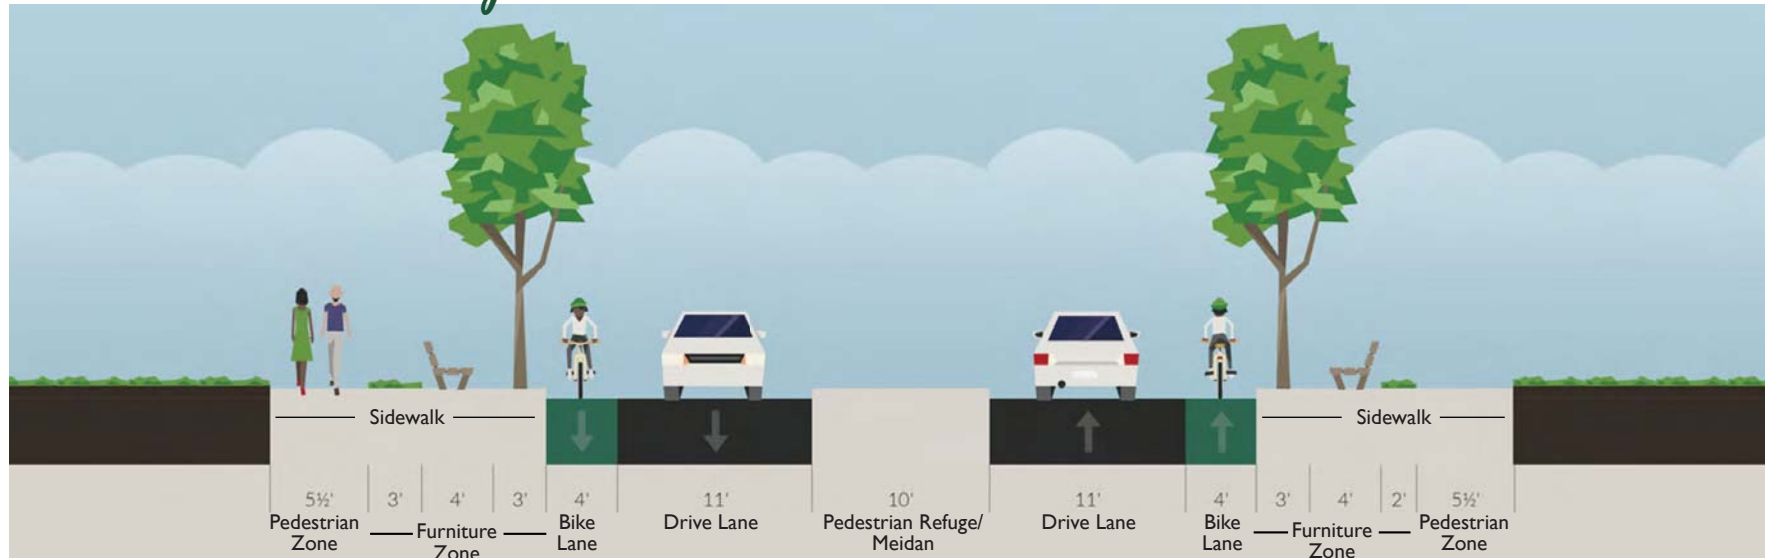 Sidewalk
Sidewalk
5½' 3' 4' 3' 4' 11' 10' 11' 4' 3' 4' 2' 5½'
Pedestrian Zone
Furniture Zone
Bike Lane
Drive Lane
Pedestrian Refuge/
Meidan
Drive Lane
Bike Lane
Furniture Zone
Pedestrian Zone